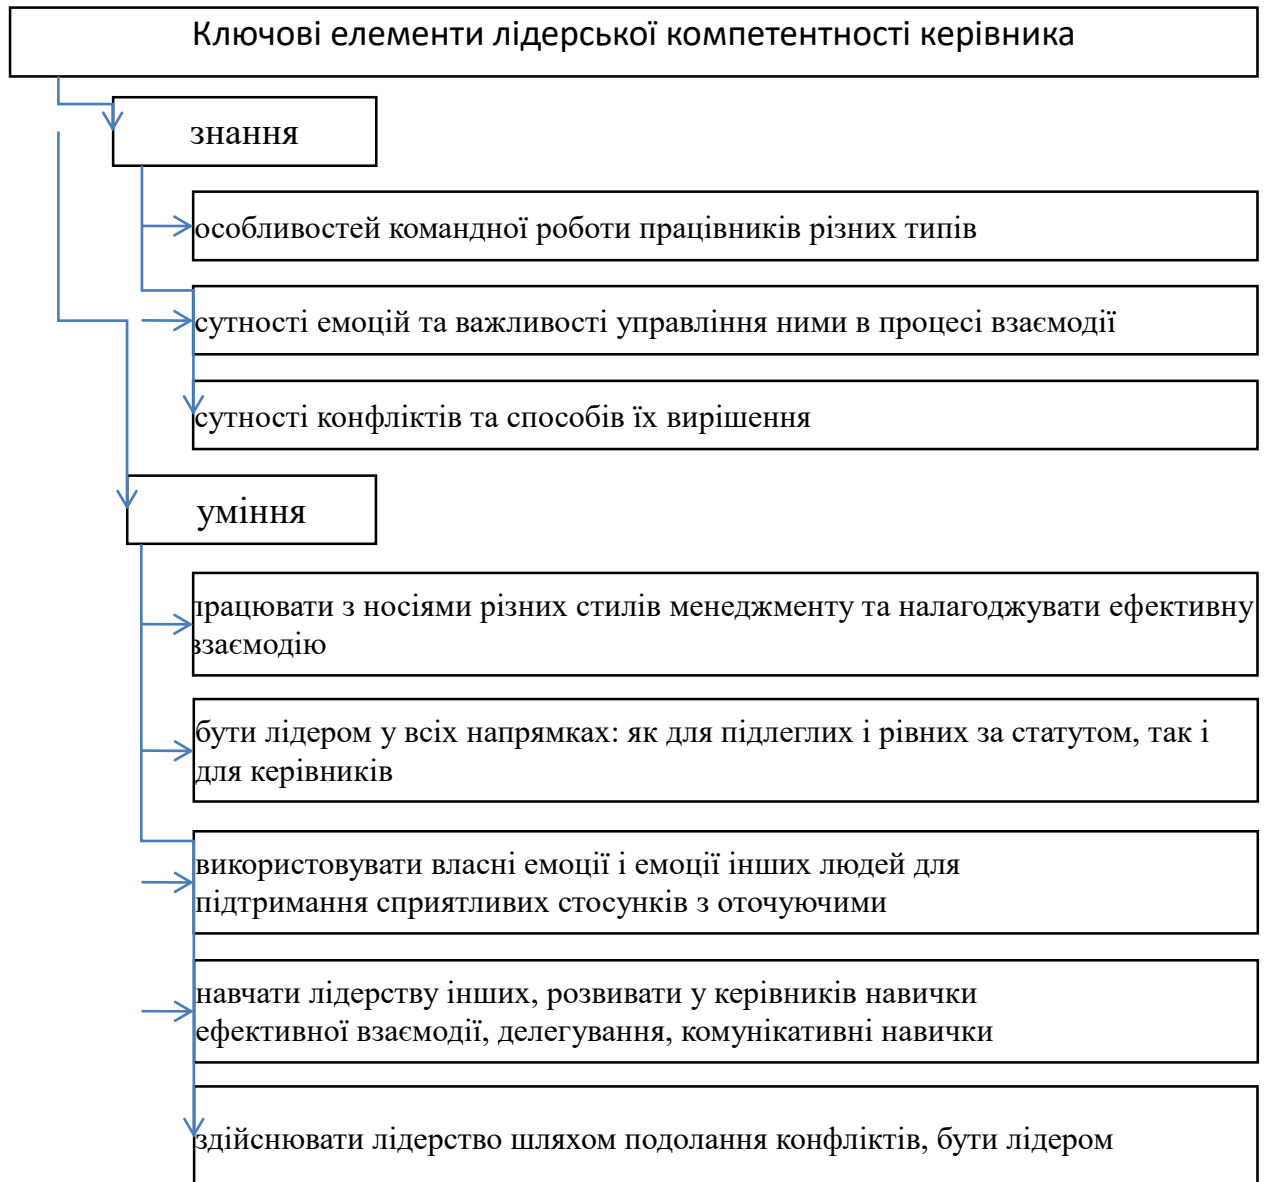 Ключові елементи лідерської компетентності керівника
знання
особливостей командної роботи працівників різних типів
сутності емоцій та важливості управління ними в процесі взаємодії
сутності конфліктів та способів їх вирішення
уміння
працювати з носіями різних стилів менеджменту та налагоджувати ефективну
взаємодію
бути лідером у всіх напрямках: як для підлеглих і рівних за статутом, так і
для керівників
використовувати власні емоції і емоції інших людей для
підтримання сприятливих стосунків з оточуючими
навчати лідерству інших, розвивати у керівників навички
ефективної взаємодії, делегування, комунікативні навички
здійснювати лідерство шляхом подолання конфліктів, бути лідером